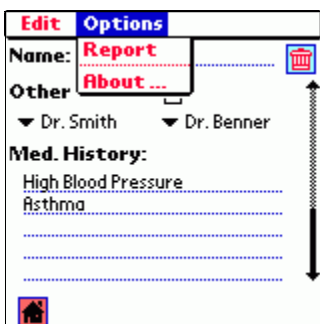 Edit Options
Name: Report
Other About ...
Dr. Smith Dr. Benner
Med. History:
High Blood Pressure
Asthma